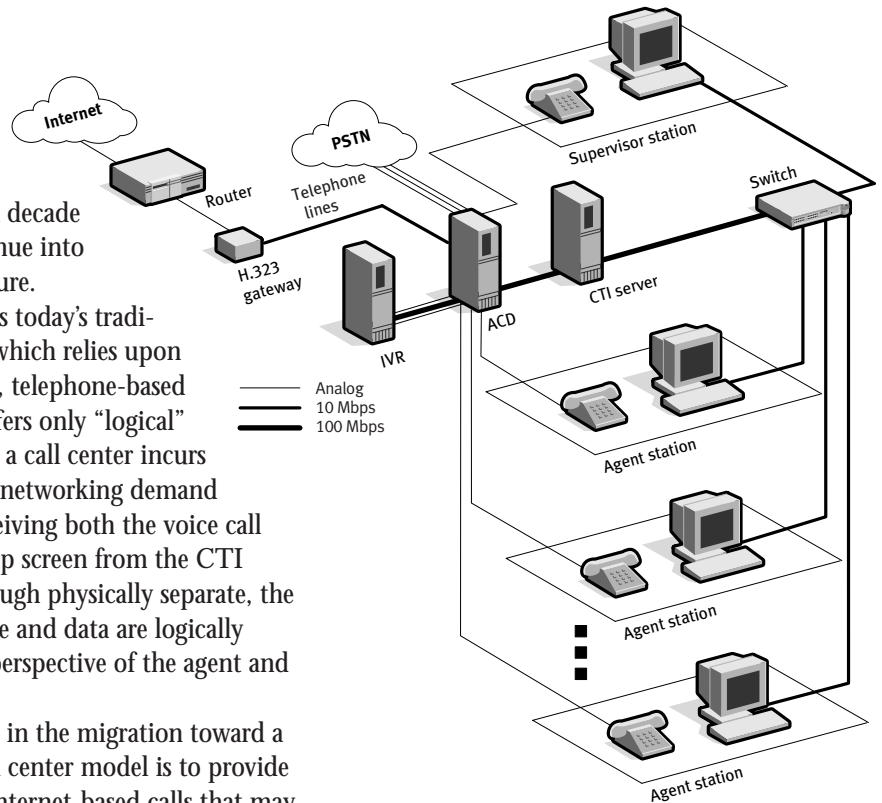 Internet
PSTN
Router
Telephone
lines
H.323
gateway
IVR
ACD
CTI server
Supervisor station
Switch
Analog
10 Mbps
100 Mbps
Agent station
Agent station
Agent station
decade
nue into
ure.
s today's tradi-
which relies upon
, telephone-based
fers only “logical”
a call center incurs
networking demand
eiving both the voice call
p screen from the CTI
ugh physically separate, the
e and data are logically
perspective of the agent and
in the migration toward a
l center model is to provide
nternet-based calls that may